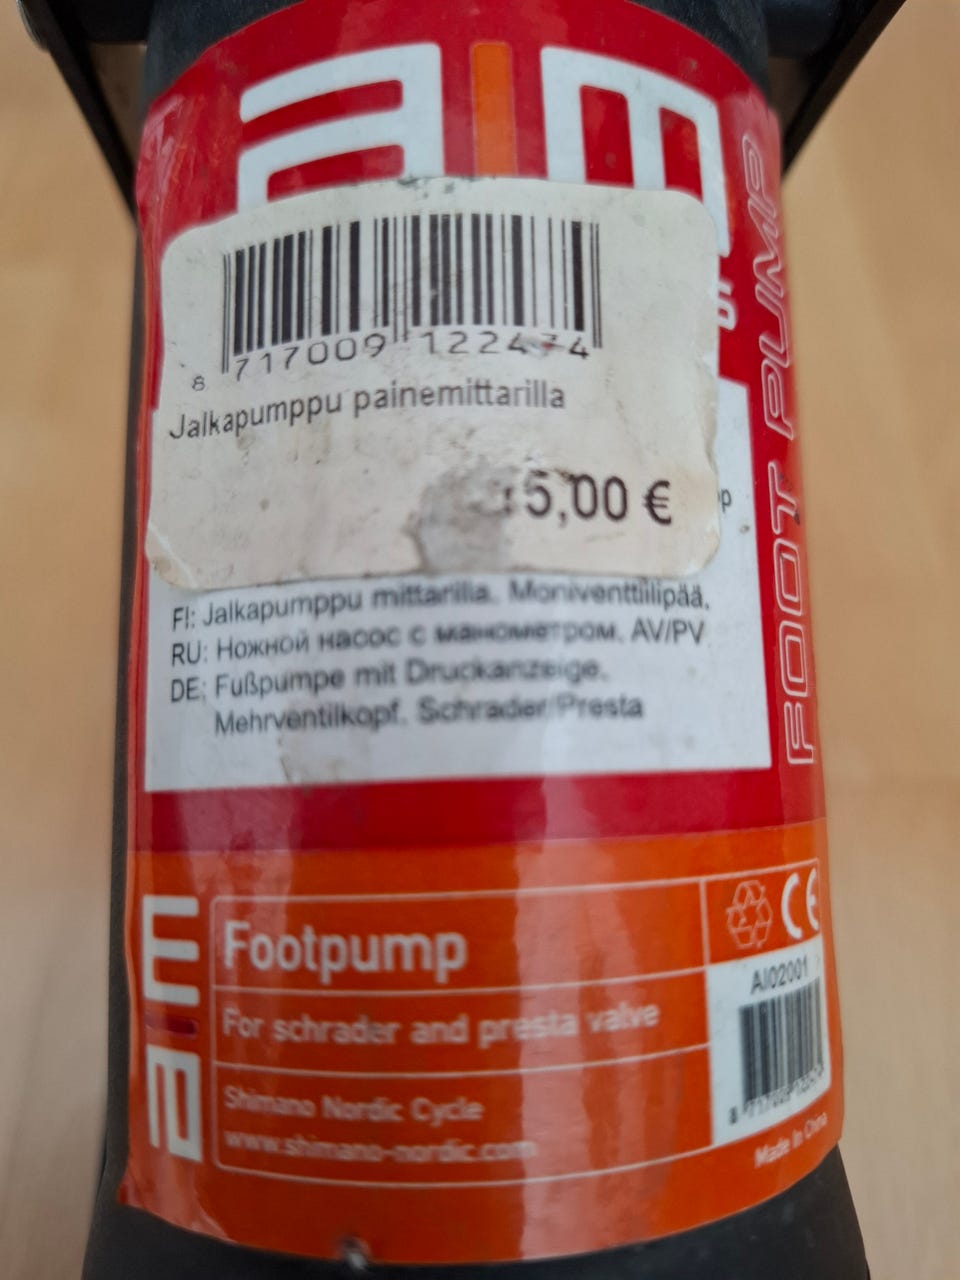 aim
8 717009 122474
Jalkapumppu painemittarilla
5,00 €
FOOT PUMP
FI: Jalkapumppu mittarilla. Moniventtiilipää.
RU: Ножной насос с манометром. AV/PV
DE: Fußpumpe mit Druckanzeige.
Mehrventilkopf. Schrader/Presta
aim
Footpump
For schrader and presta valve
Shimano Nordic Cycle
www.shimano-nordic.com
CE
AI02001
Made In China